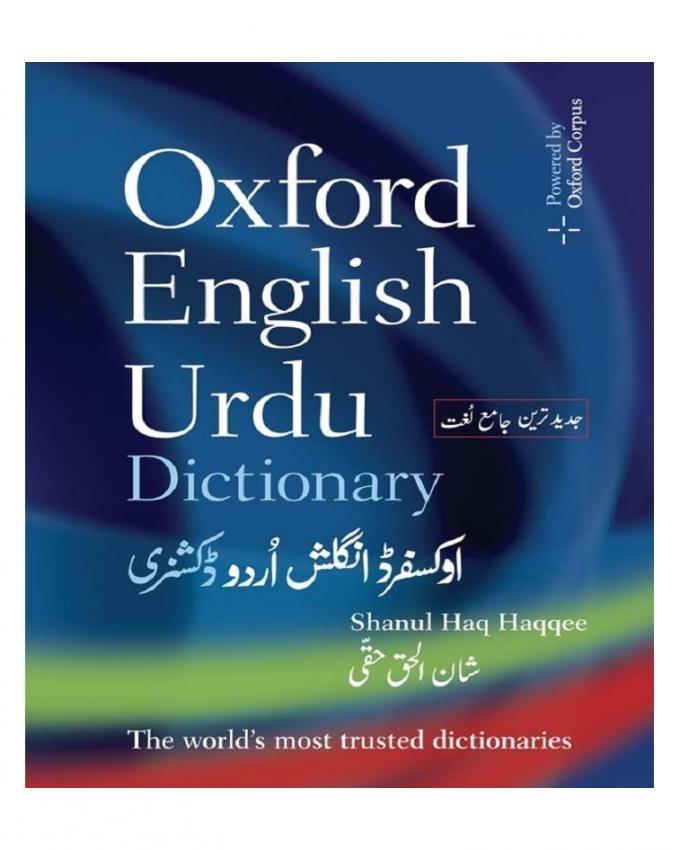 Powered by
Oxford Corpus
Oxford
English
Urdu
جدید ترین جامع لُغت
Dictionary
اوکسفرڈ انگلش اُردو ڈکشنری
Shanul Haq Haqqee
شان الحق حقّی
The world's most trusted dictionaries